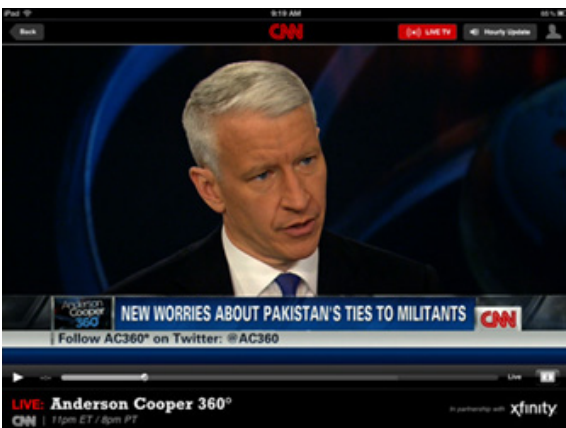 iPad 9:19 AM 65%
Back CNN LIVE TV Hourly Update
Anderson
Cooper
360°
NEW WORRIES ABOUT PAKISTAN'S TIES TO MILITANTS CNN
Follow AC360° on Twitter: @AC360
Live
LIVE: Anderson Cooper 360°
CNN | 11pm ET / 8pm PT
In partnership with xfinity